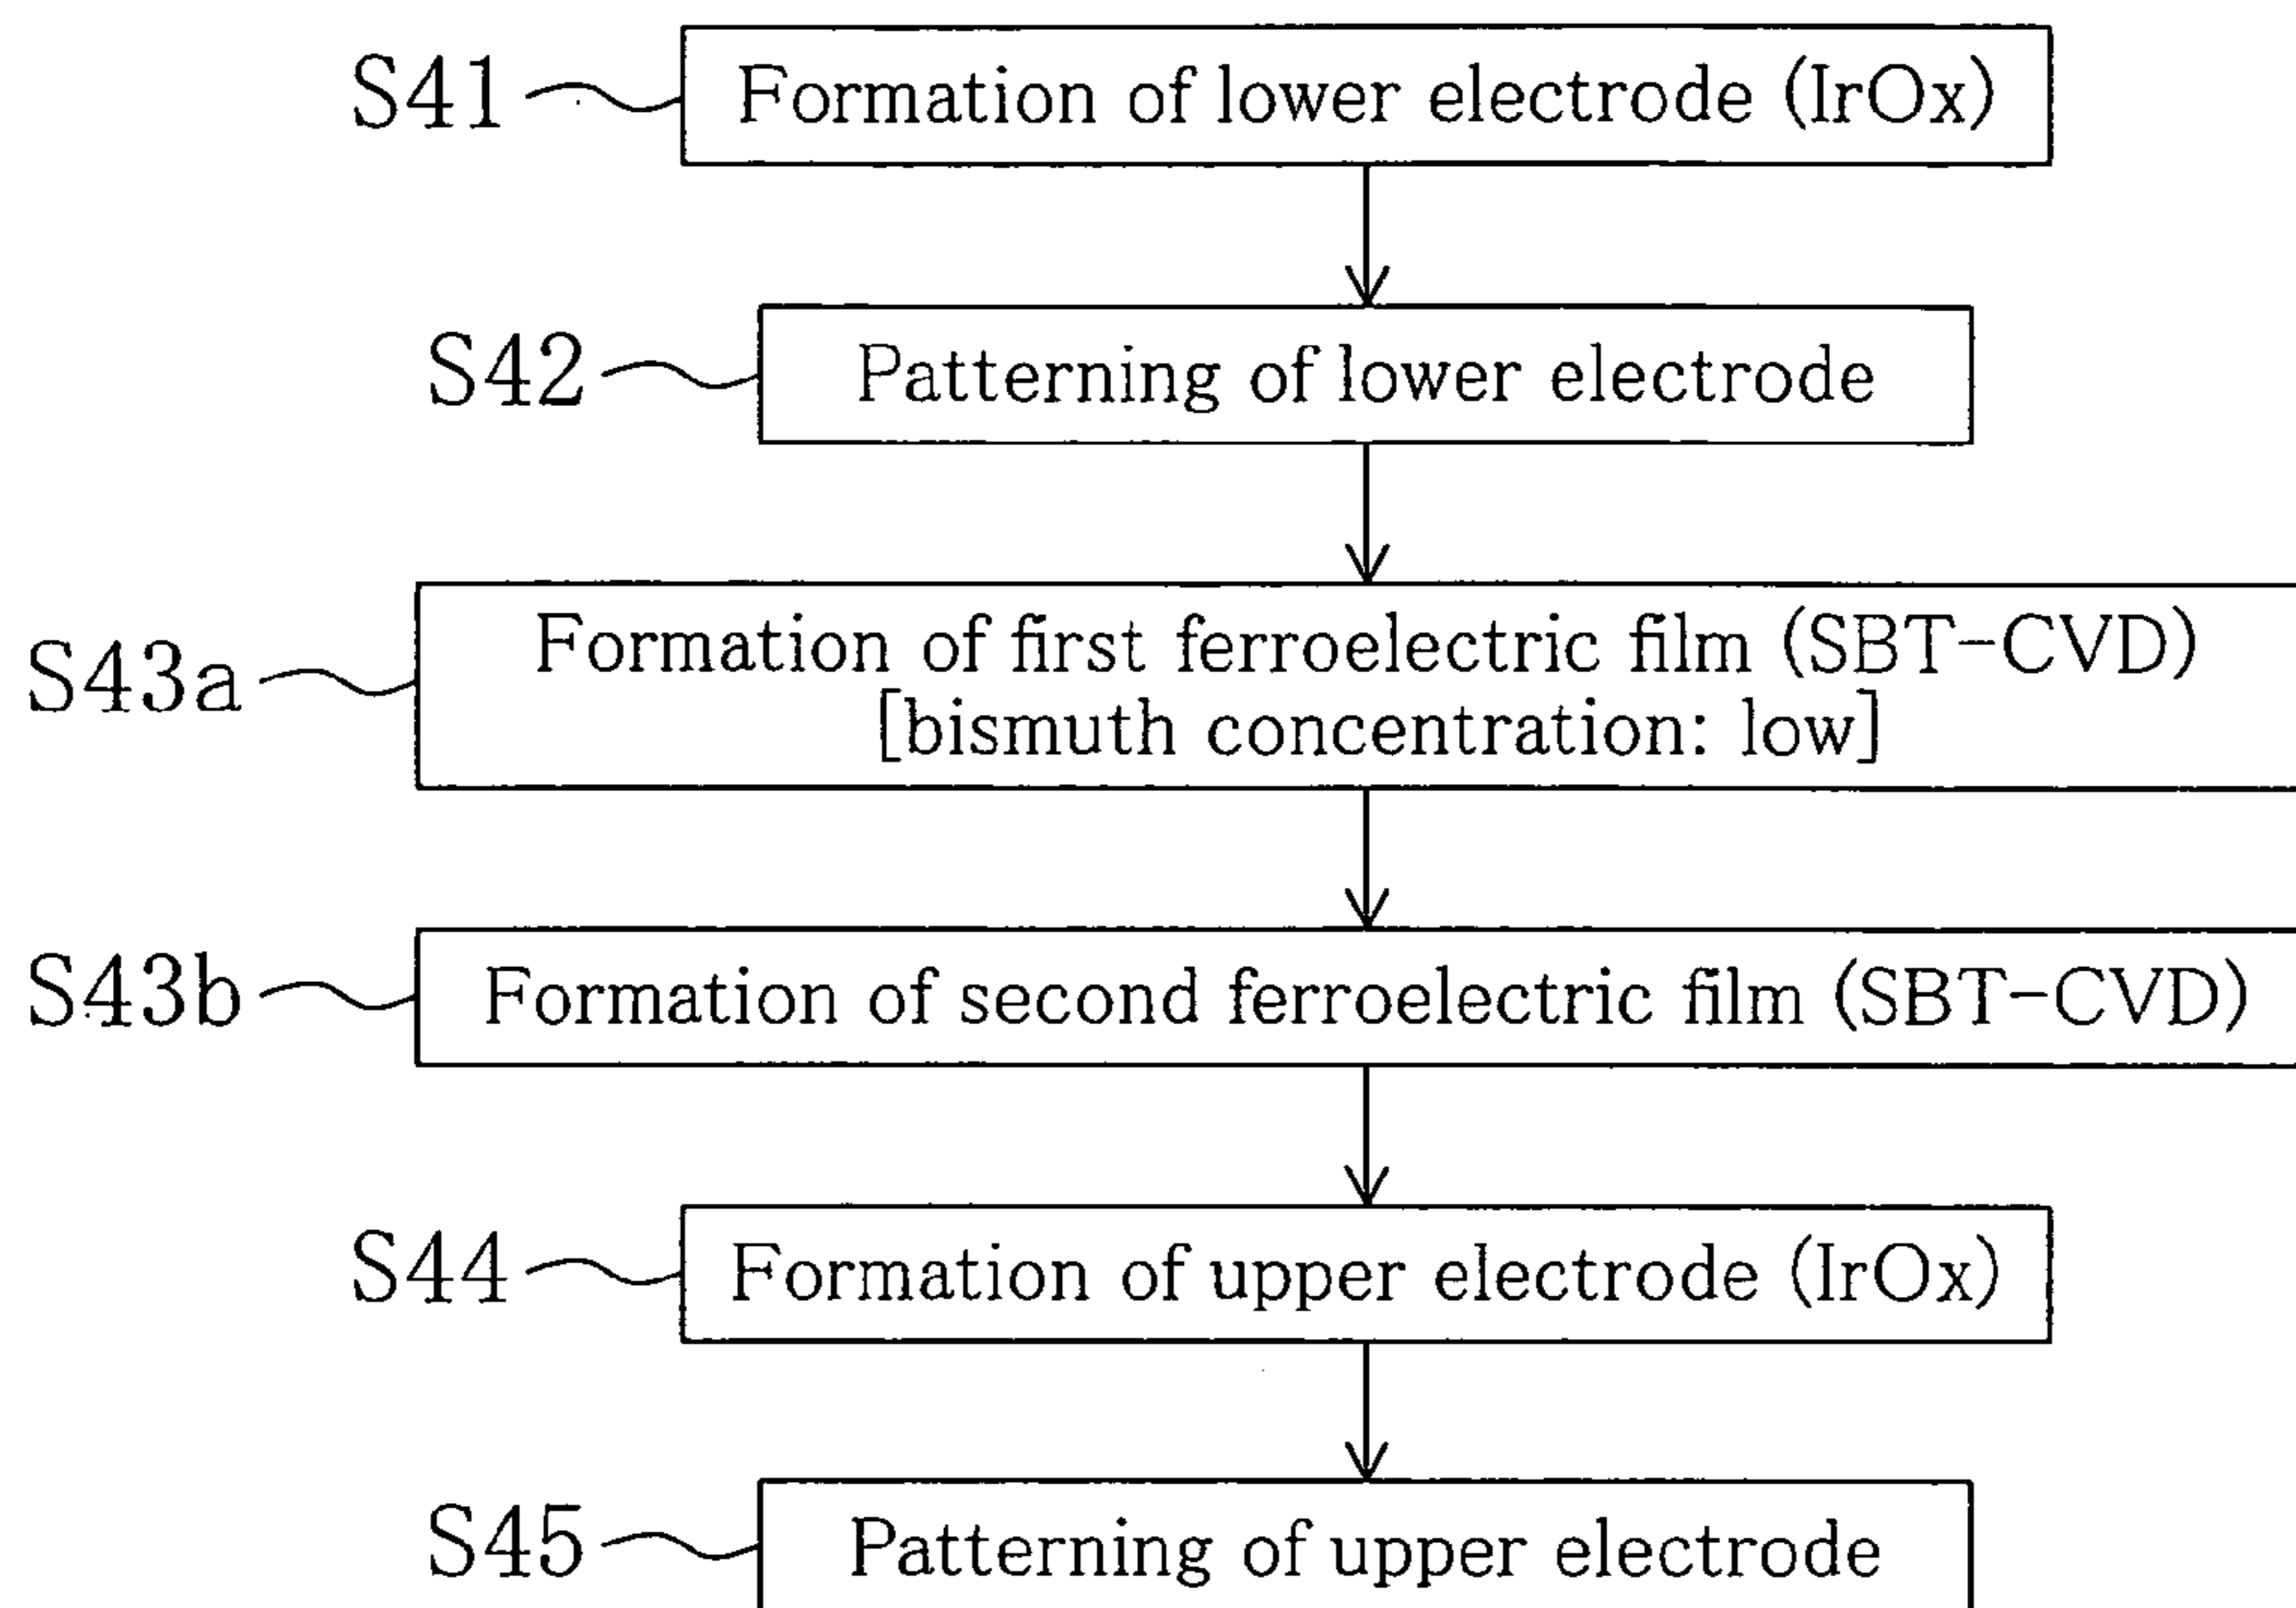 S41 Formation of lower electrode (IrOx)
S42 Patterning of lower electrode
S43a Formation of first ferroelectric film (SBT-CVD)
[bismuth concentration: low]
S43b Formation of second ferroelectric film (SBT-CVD)
S44 Formation of upper electrode (IrOx)
S45 Patterning of upper electrode